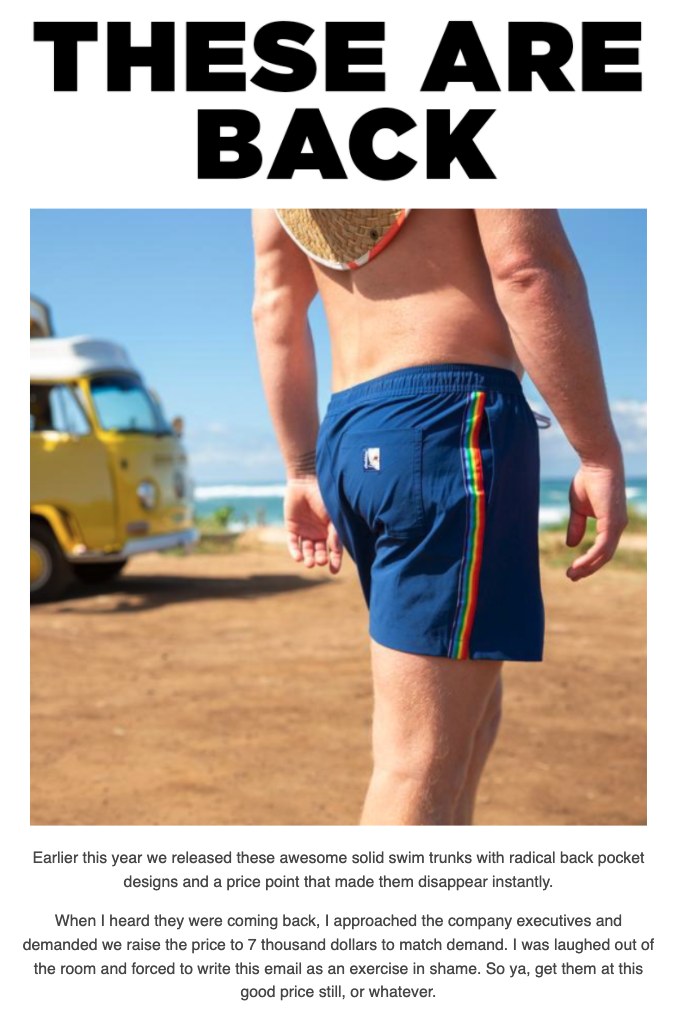 THESE ARE
BACK
Earlier this year we released these awesome solid swim trunks with radical back pocket
designs and a price point that made them disappear instantly.
When I heard they were coming back, I approached the company executives and
demanded we raise the price to 7 thousand dollars to match demand. I was laughed out of
the room and forced to write this email as an exercise in shame. So ya, get them at this
good price still, or whatever.